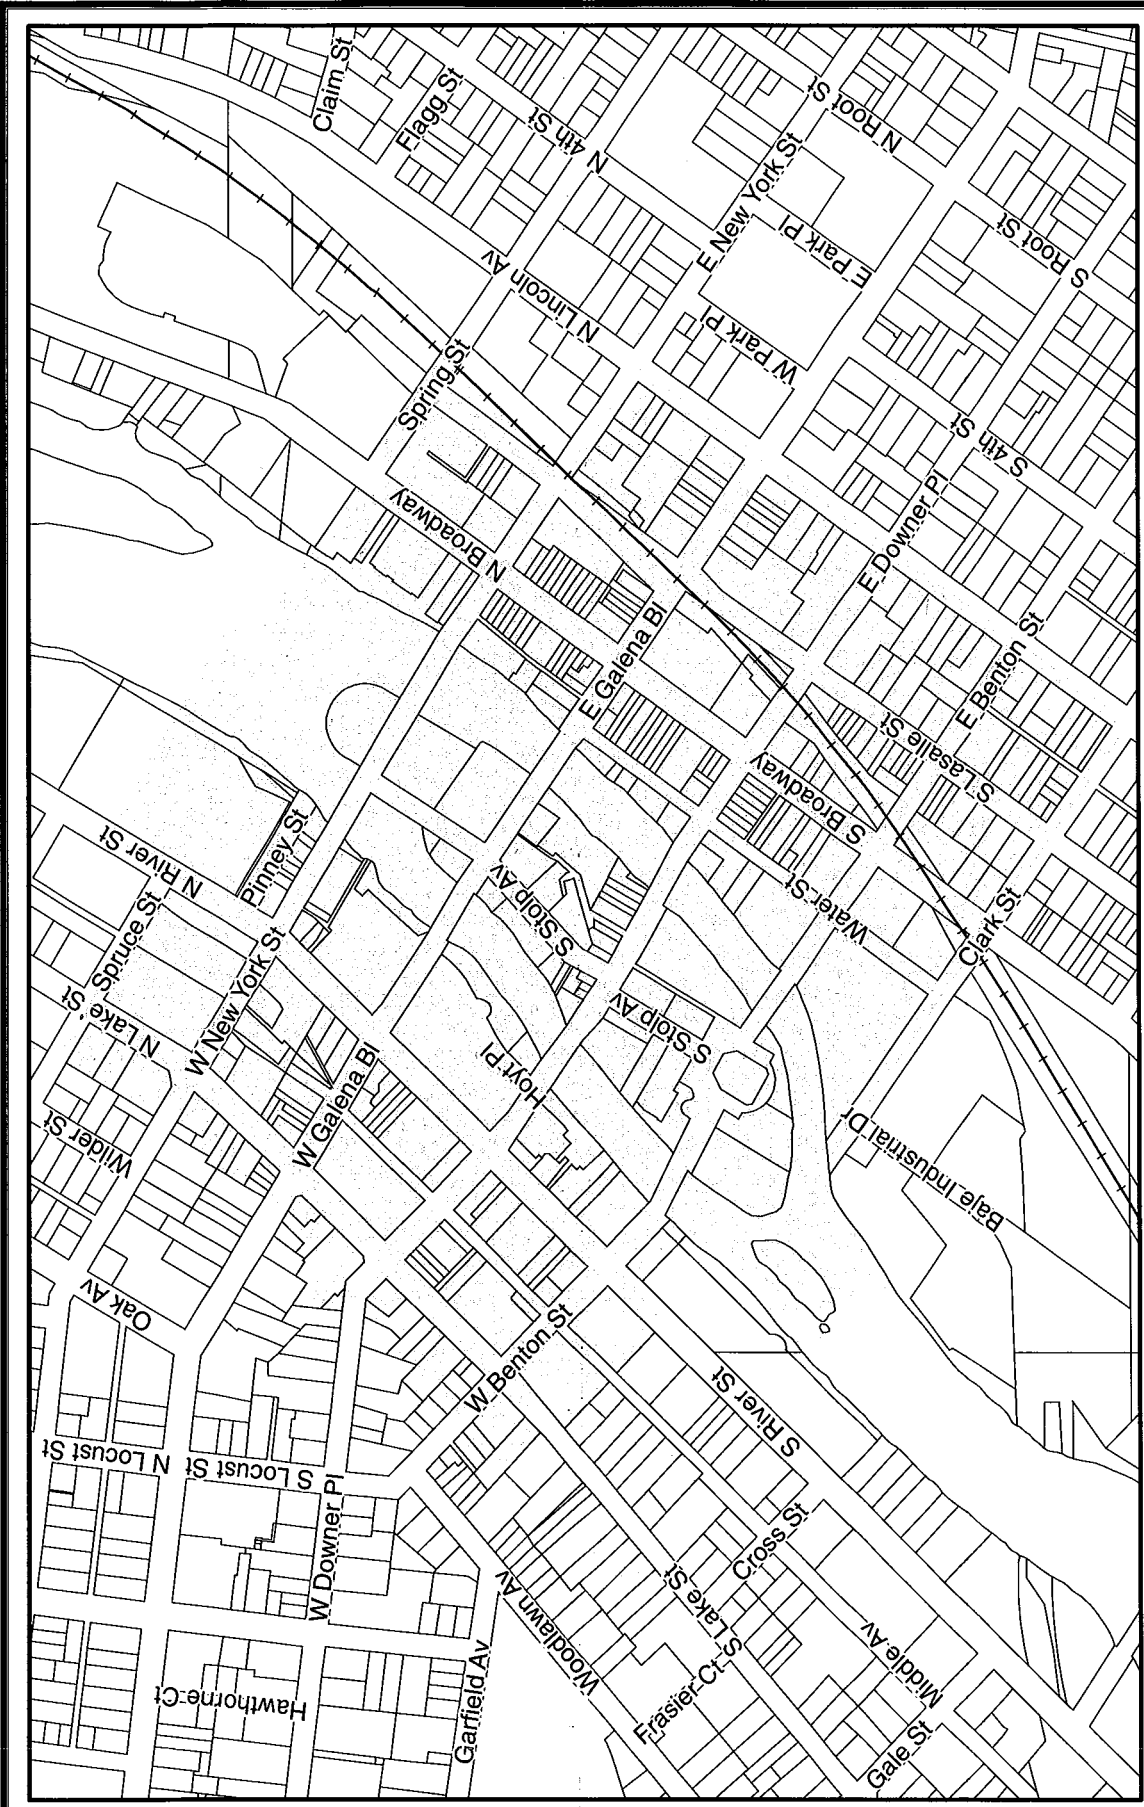 Claim St
Flagg St
N 4th St
N Root St
E New York St
E Park Pl
S Root St
N Lincoln Av
W Park Pl
Spring St
S 4th St
N Broadway
E Downer Pl
E Galena Bl
E Benton St
S Lasalle St
S Broadway
N River St
Pinney St
S Stolp Av
Water St
Clark St
Spruce St
W New York St
N Lake St
S Stolp Av
Hoyt Pl
W Galena Bl
Wilder St
Baje Industrial Dr
Oak Av
W Benton St
S River St
N Locust St
S Locust St
W Downer Pl
Cross St
Woodlawn Av
S Lake St
Middle Av
Hawthorne Ct
Garfield Av
Frasier Ct
Gale St